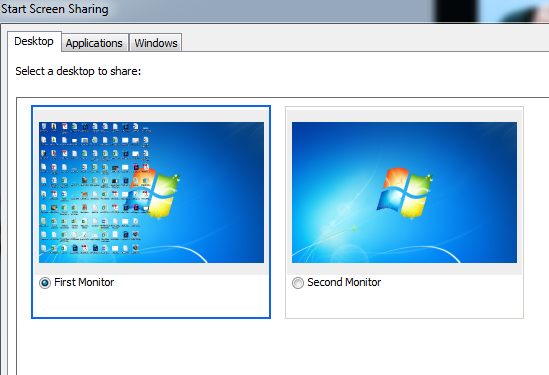 Start Screen Sharing
Desktop Applications Windows
Select a desktop to share:
First Monitor Second Monitor